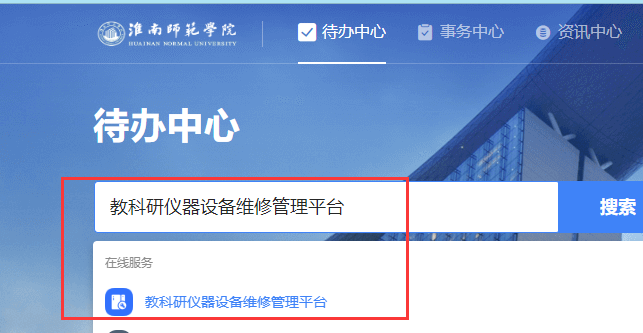 淮南师范學院
HUAINAN NORMAL UNIVERSITY
待办中心
事务中心
资讯中心
待办中心
教科研仪器设备维修管理平台
搜索
在线服务
教科研仪器设备维修管理平台